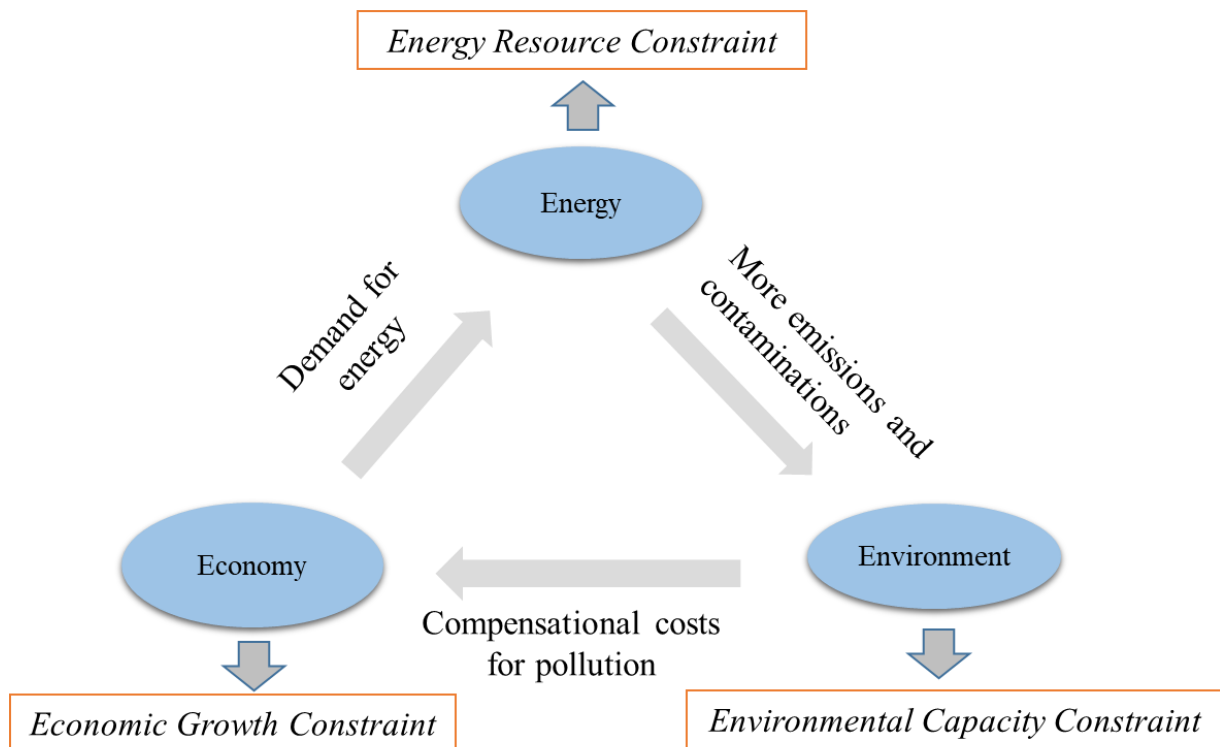 Energy Resource Constraint
Energy
Demand for
energy
More emissions and
contaminations
Economy
Environment
Compensational costs
for pollution
Economic Growth Constraint
Environmental Capacity Constraint